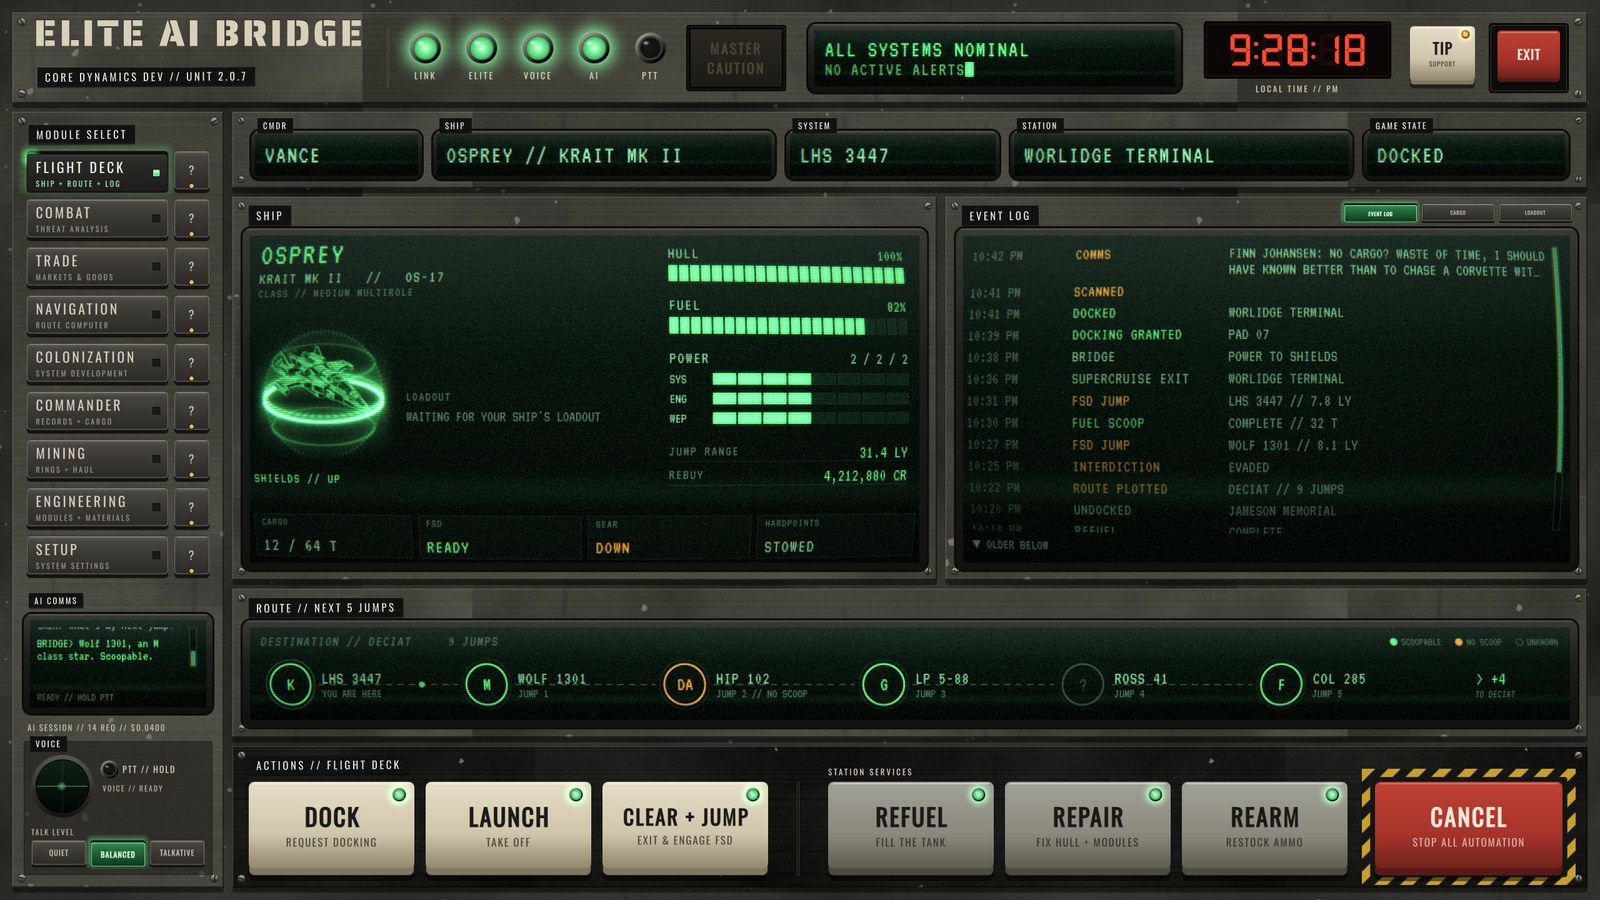 ELITE AI BRIDGE
CORE DYNAMICS DEV // UNIT 2.0.7
LINK
ELITE
VOICE
AI
PTT
MASTER
CAUTION
ALL SYSTEMS NOMINAL
NO ACTIVE ALERTS
9:28:18
LOCAL TIME // PM
TIP
SUPPORT
EXIT
MODULE SELECT
FLIGHT DECK
SHIP + ROUTE + LOG
?
COMBAT
THREAT ANALYSIS
?
TRADE
MARKETS & GOODS
?
NAVIGATION
ROUTE COMPUTER
?
COLONIZATION
SYSTEM DEVELOPMENT
?
COMMANDER
RECORDS + CARGO
?
MINING
RINGS + HAUL
?
ENGINEERING
MODULES + MATERIALS
?
SETUP
SYSTEM SETTINGS
?
AI COMMS
BRIDGE> Wolf 1301, an M
class star. Scoopable.
READY // HOLD PTT
AI SESSION // 14 REQ // $0.0400
VOICE
PTT // HOLD
VOICE // READY
TALK LEVEL
QUIET
BALANCED
TALKATIVE
CMDR
VANCE
SHIP
OSPREY // KRAIT MK II
SYSTEM
LHS 3447
STATION
WORLIDGE TERMINAL
GAME STATE
DOCKED
SHIP
OSPREY
KRAIT MK II // OS-17
CLASS // MEDIUM MULTIROLE
LOADOUT
WAITING FOR YOUR SHIP'S LOADOUT
SHIELDS // UP
HULL 100%
FUEL 82%
POWER 2 / 2 / 2
SYS
ENG
WEP
JUMP RANGE 31.4 LY
REBUY 4,212,880 CR
CARGO
12 / 64 T
FSD
READY
GEAR
DOWN
HARDPOINTS
STOWED
EVENT LOG
EVENT LOG
CARGO
LOADOUT
10:42 PM COMMS FINN JOHANSEN: NO CARGO? WASTE OF TIME, I SHOULD
HAVE KNOWN BETTER THAN TO CHASE A CORVETTE WIT…
10:41 PM SCANNED
10:41 PM DOCKED WORLIDGE TERMINAL
10:39 PM DOCKING GRANTED PAD 07
10:38 PM BRIDGE POWER TO SHIELDS
10:36 PM SUPERCRUISE EXIT WORLIDGE TERMINAL
10:31 PM FSD JUMP LHS 3447 // 7.8 LY
10:30 PM FUEL SCOOP COMPLETE // 32 T
10:27 PM FSD JUMP WOLF 1301 // 8.1 LY
10:25 PM INTERDICTION EVADED
10:22 PM ROUTE PLOTTED DECIAT // 9 JUMPS
10:20 PM UNDOCKED JAMESON MEMORIAL
REFUEL COMPLETE
▼ OLDER BELOW
ROUTE // NEXT 5 JUMPS
DESTINATION // DECIAT 9 JUMPS
SCOOPABLE
NO SCOOP
UNKNOWN
K
LHS 3447
YOU ARE HERE
M
WOLF 1301
JUMP 1
DA
HIP 102
JUMP 2 // NO SCOOP
G
LP 5-88
JUMP 3
?
ROSS 41
JUMP 4
F
COL 285
JUMP 5
> +4
TO DECIAT
ACTIONS // FLIGHT DECK
DOCK
REQUEST DOCKING
LAUNCH
TAKE OFF
CLEAR + JUMP
EXIT & ENGAGE FSD
STATION SERVICES
REFUEL
FILL THE TANK
REPAIR
FIX HULL + MODULES
REARM
RESTOCK AMMO
CANCEL
STOP ALL AUTOMATION